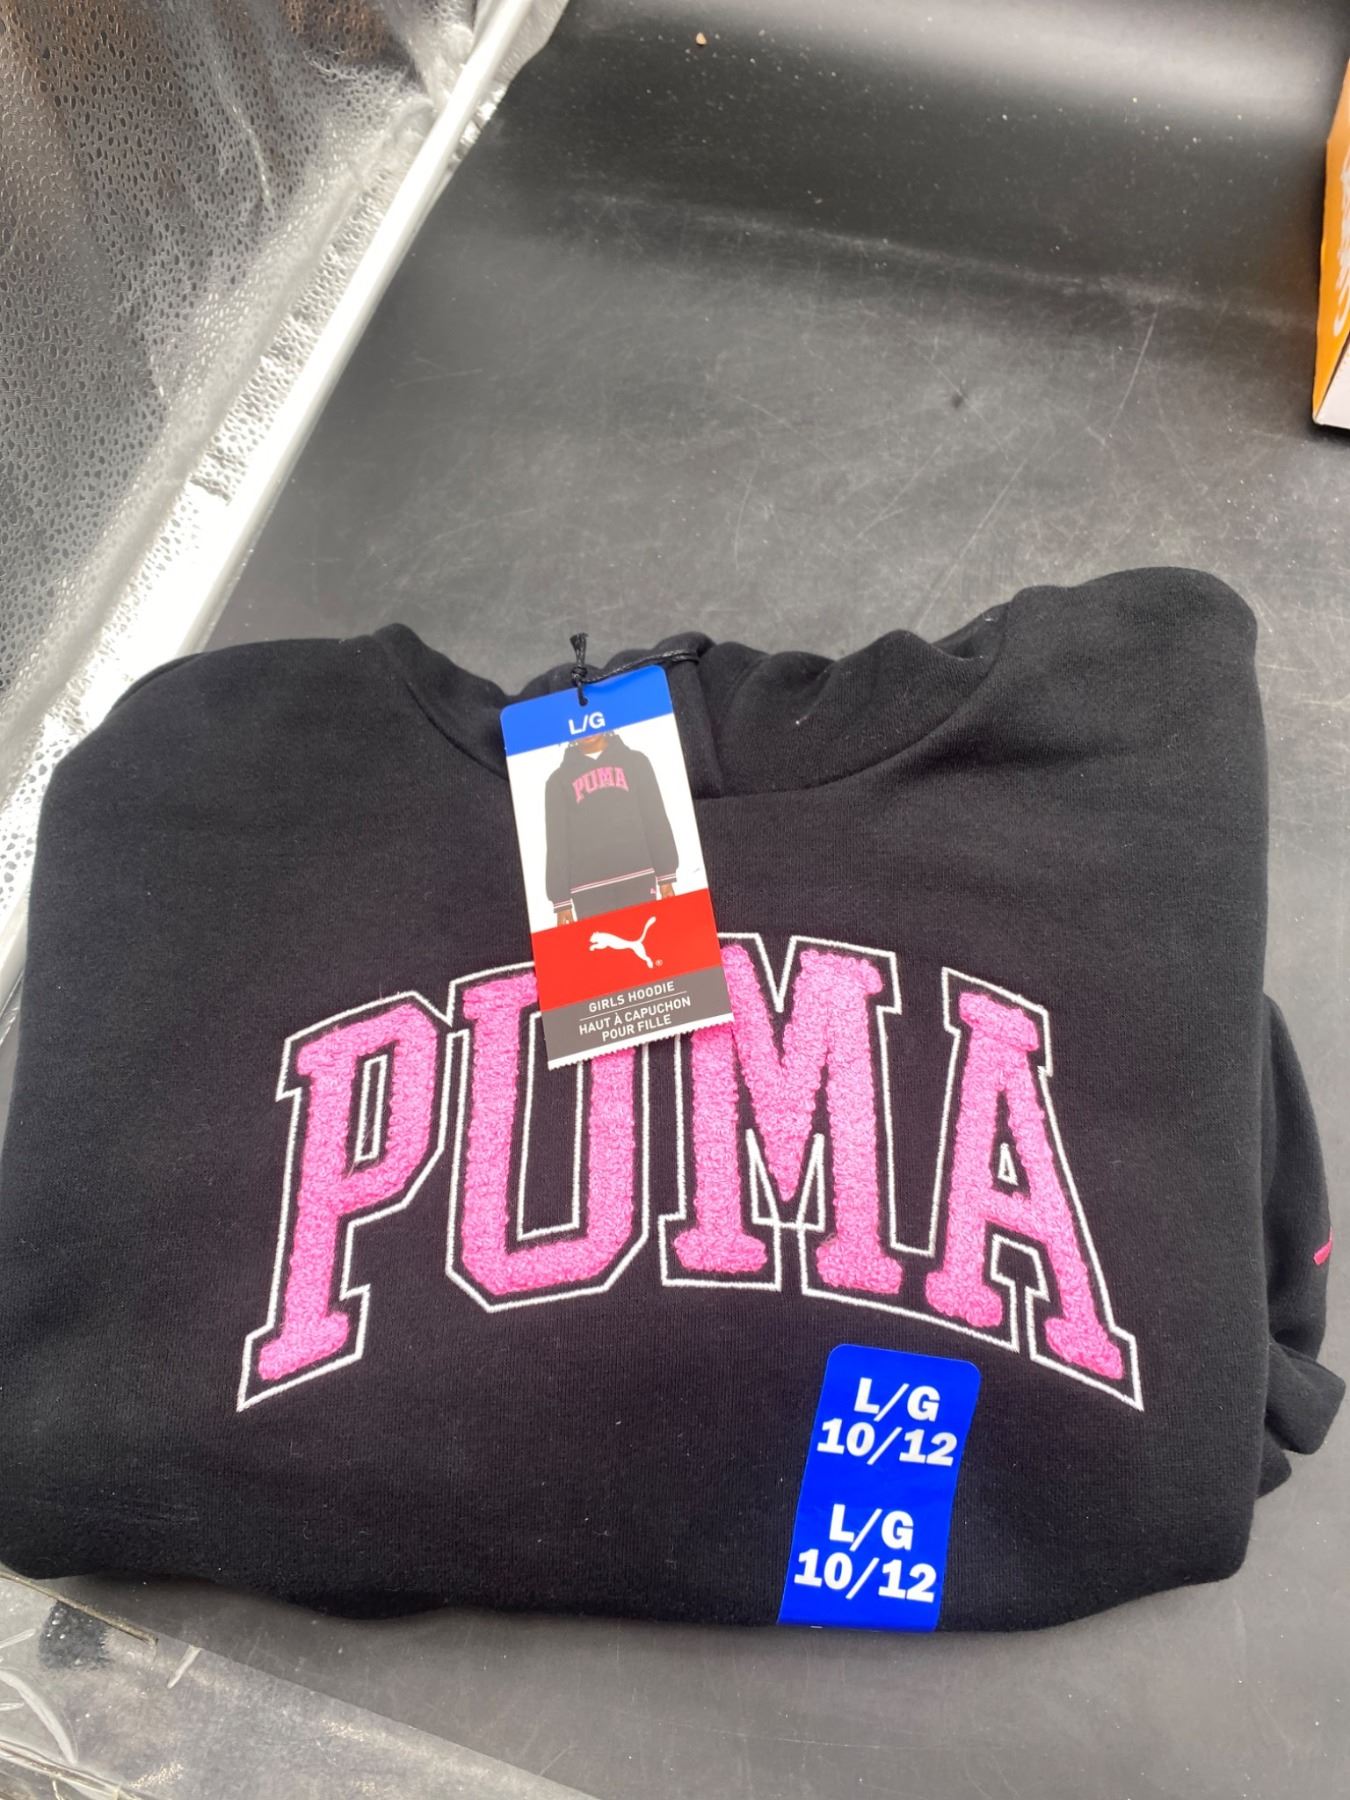 L/G
PUMA
®
GIRLS HOODIE
HAUT À CAPUCHON
POUR FILLE
PUMA
L/G
10/12
L/G
10/12